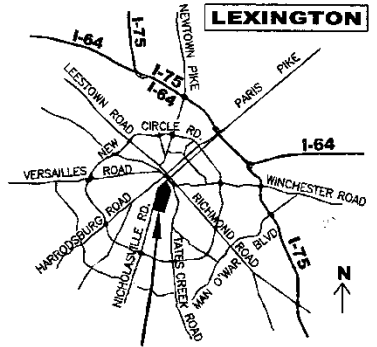 LEXINGTON
I-64
I-75
NEWTOWN PIKE
I-75
I-64
PARIS PIKE
LEESTOWN ROAD
NEW CIRCLE RD.
I-64
VERSAILLES ROAD
WINCHESTER ROAD
HARRODSBURG ROAD
NICHOLASVILLE RD.
TATES CREEK ROAD
RICHMOND ROAD
MAN O'WAR BLVD
I-75
N